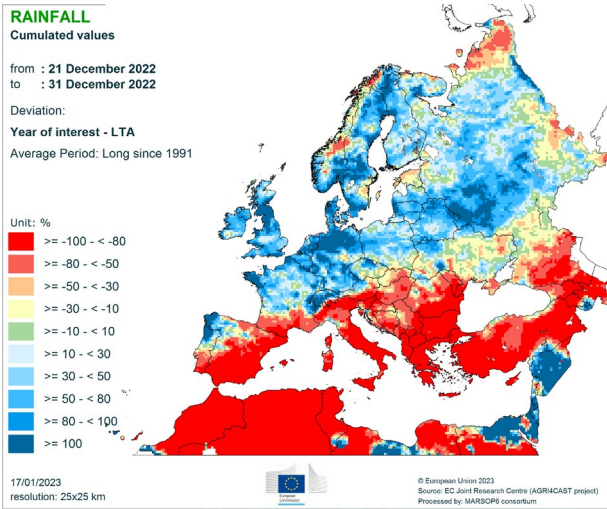 RAINFALL
Cumulated values
from : 21 December 2022
to : 31 December 2022
Deviation:
Year of interest - LTA
Average Period: Long since 1991
Unit: %
>= -100 - < -80
>= -80 - < -50
>= -50 - < -30
>= -30 - < -10
>= -10 - < 10
>= 10 - < 30
>= 30 - < 50
>= 50 - < 80
>= 80 - < 100
>= 100
17/01/2023
resolution: 25x25 km
European
Commission
© European Union 2023
Source: EC Joint Research Centre (AGRI4CAST project)
Processed by: MARSOP6 consortium